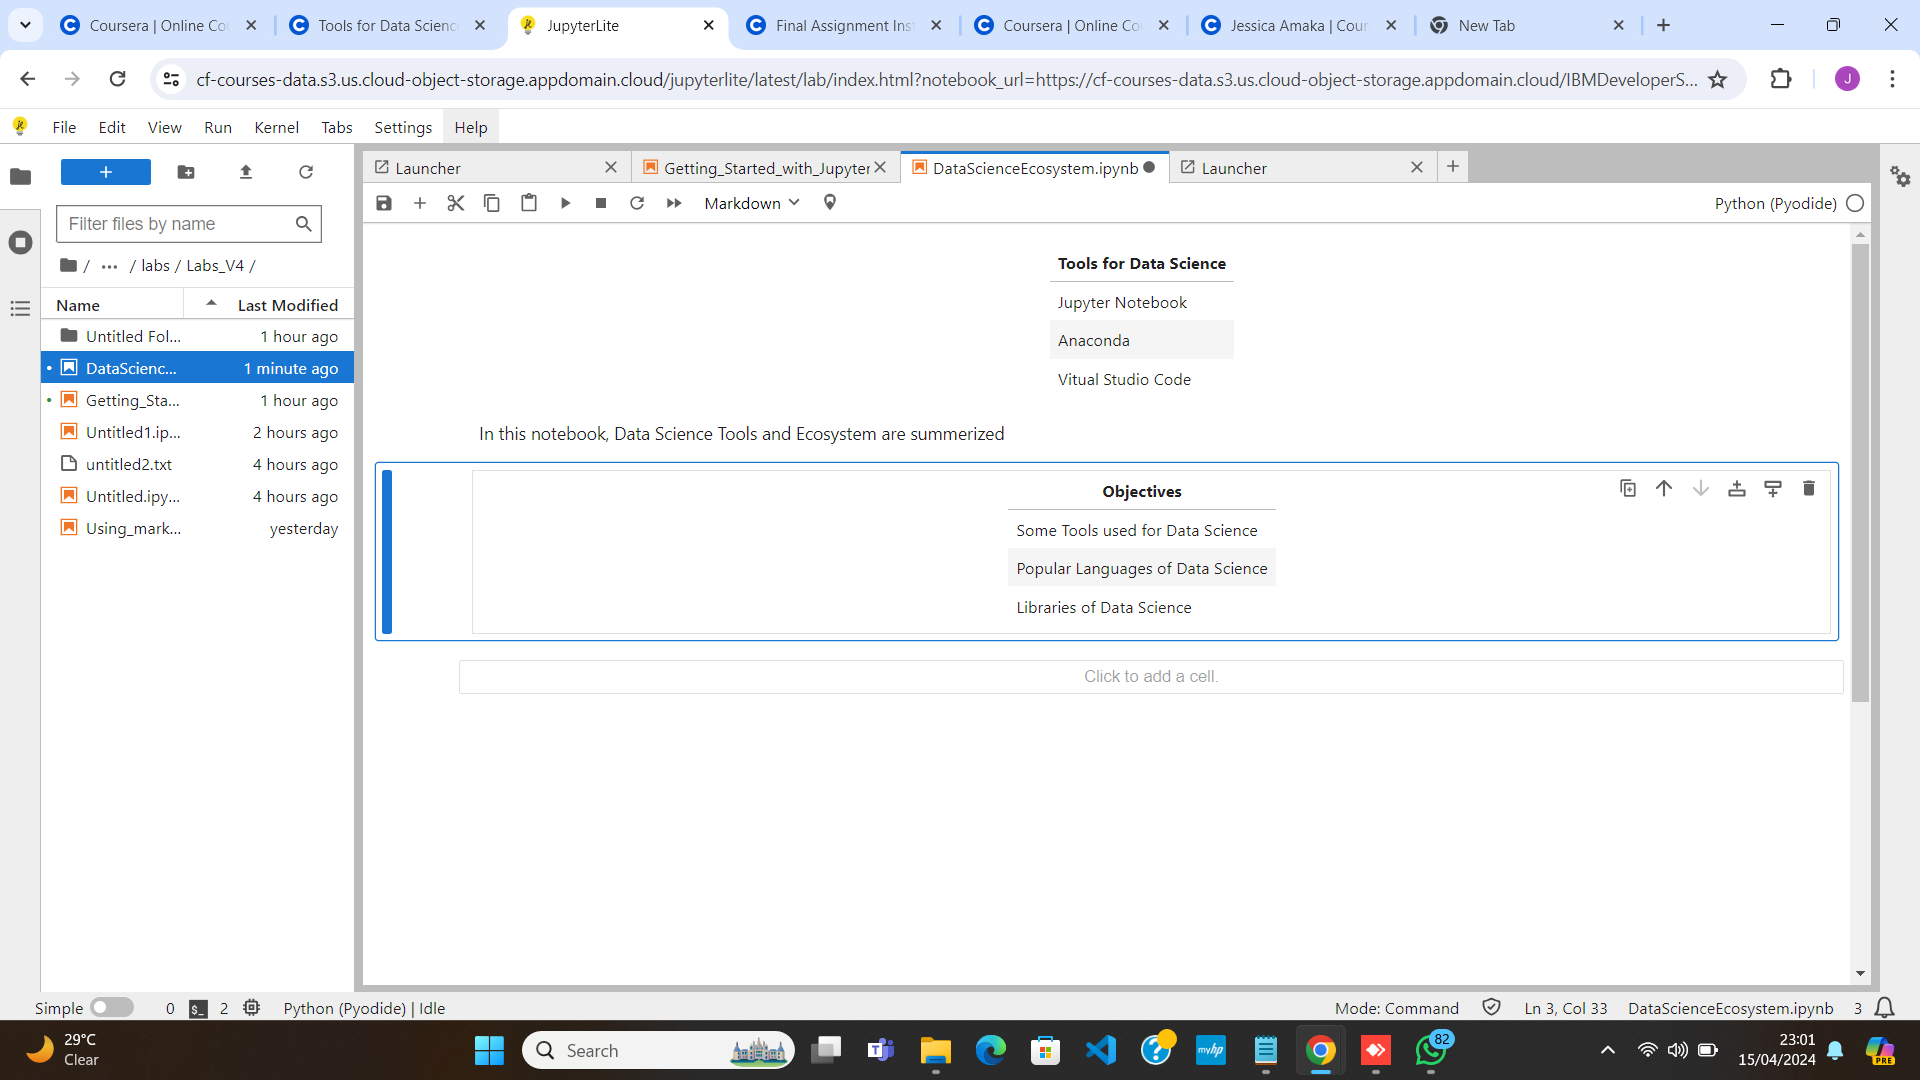 Coursera | Online Co
Tools for Data Science
JupyterLite
Final Assignment Inst
Coursera | Online Co
Jessica Amaka | Cour
New Tab
cf-courses-data.s3.us.cloud-object-storage.appdomain.cloud/jupyterlite/latest/lab/index.html?notebook_url=https://cf-courses-data.s3.us.cloud-object-storage.appdomain.cloud/IBMDeveloperS...
J
File Edit View Run Kernel Tabs Settings Help
Launcher
Getting_Started_with_Jupyter
DataScienceEcosystem.ipynb
Launcher
Markdown
Python (Pyodide)
Filter files by name
/ ... / labs / Labs_V4 /
Name Last Modified
Untitled Fol... 1 hour ago
DataScienc... 1 minute ago
Getting_Sta... 1 hour ago
Untitled1.ip... 2 hours ago
untitled2.txt 4 hours ago
Untitled.ipy... 4 hours ago
Using_mark... yesterday
Tools for Data Science
Jupyter Notebook
Anaconda
Vitual Studio Code
In this notebook, Data Science Tools and Ecosystem are summerized
Objectives
Some Tools used for Data Science
Popular Languages of Data Science
Libraries of Data Science
Click to add a cell.
Simple 0 $_ 2 Python (Pyodide) | Idle
Mode: Command Ln 3, Col 33 DataScienceEcosystem.ipynb 3
29°C
Clear
Search
myhp
82
23:01
15/04/2024
PRE